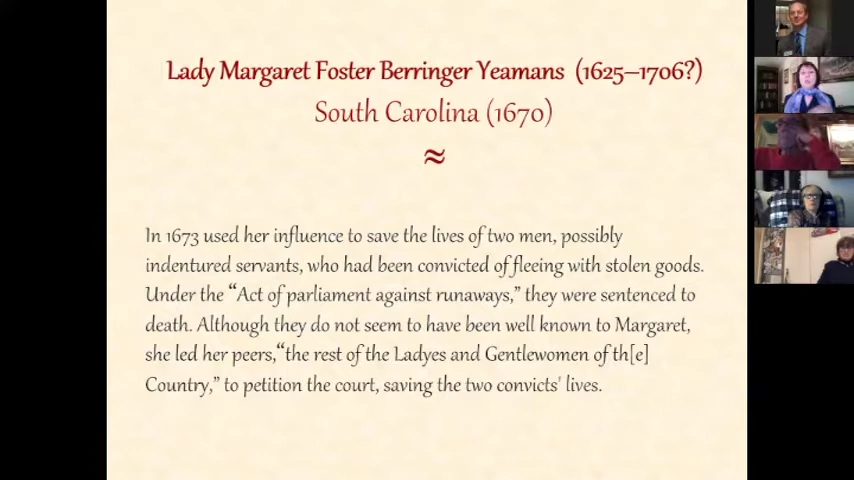 Lady Margaret Foster Berringer Yeamans (1625–1706?)
South Carolina (1670)
≈
In 1673 used her influence to save the lives of two men, possibly
indentured servants, who had been convicted of fleeing with stolen goods.
Under the “Act of parliament against runaways,” they were sentenced to
death. Although they do not seem to have been well known to Margaret,
she led her peers,“the rest of the Ladyes and Gentlewomen of th[e]
Country,” to petition the court, saving the two convicts' lives.